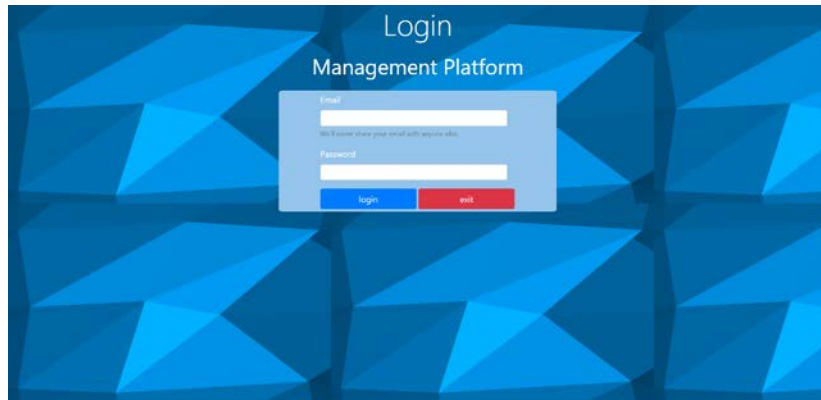 Login
Management Platform
Email
We'll never share your email with anyone else.
Password
login exit